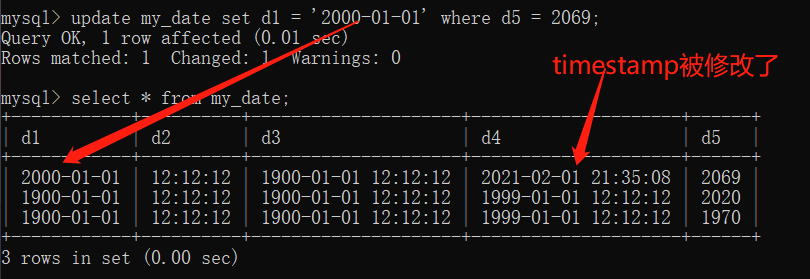 mysql> update my_date set d1 = '2000-01-01' where d5 = 2069;
Query OK, 1 row affected (0.01 sec)
Rows matched: 1  Changed: 1  Warnings: 0
timestamp被修改了
mysql> select * from my_date;
+------------+----------+---------------------+---------------------+------+
| d1         | d2       | d3                  | d4                  | d5   |
+------------+----------+---------------------+---------------------+------+
| 2000-01-01 | 12:12:12 | 1900-01-01 12:12:12 | 2021-02-01 21:35:08 | 2069 |
| 1900-01-01 | 12:12:12 | 1900-01-01 12:12:12 | 1999-01-01 12:12:12 | 2020 |
| 1900-01-01 | 12:12:12 | 1900-01-01 12:12:12 | 1999-01-01 12:12:12 | 1970 |
+------------+----------+---------------------+---------------------+------+
3 rows in set (0.00 sec)